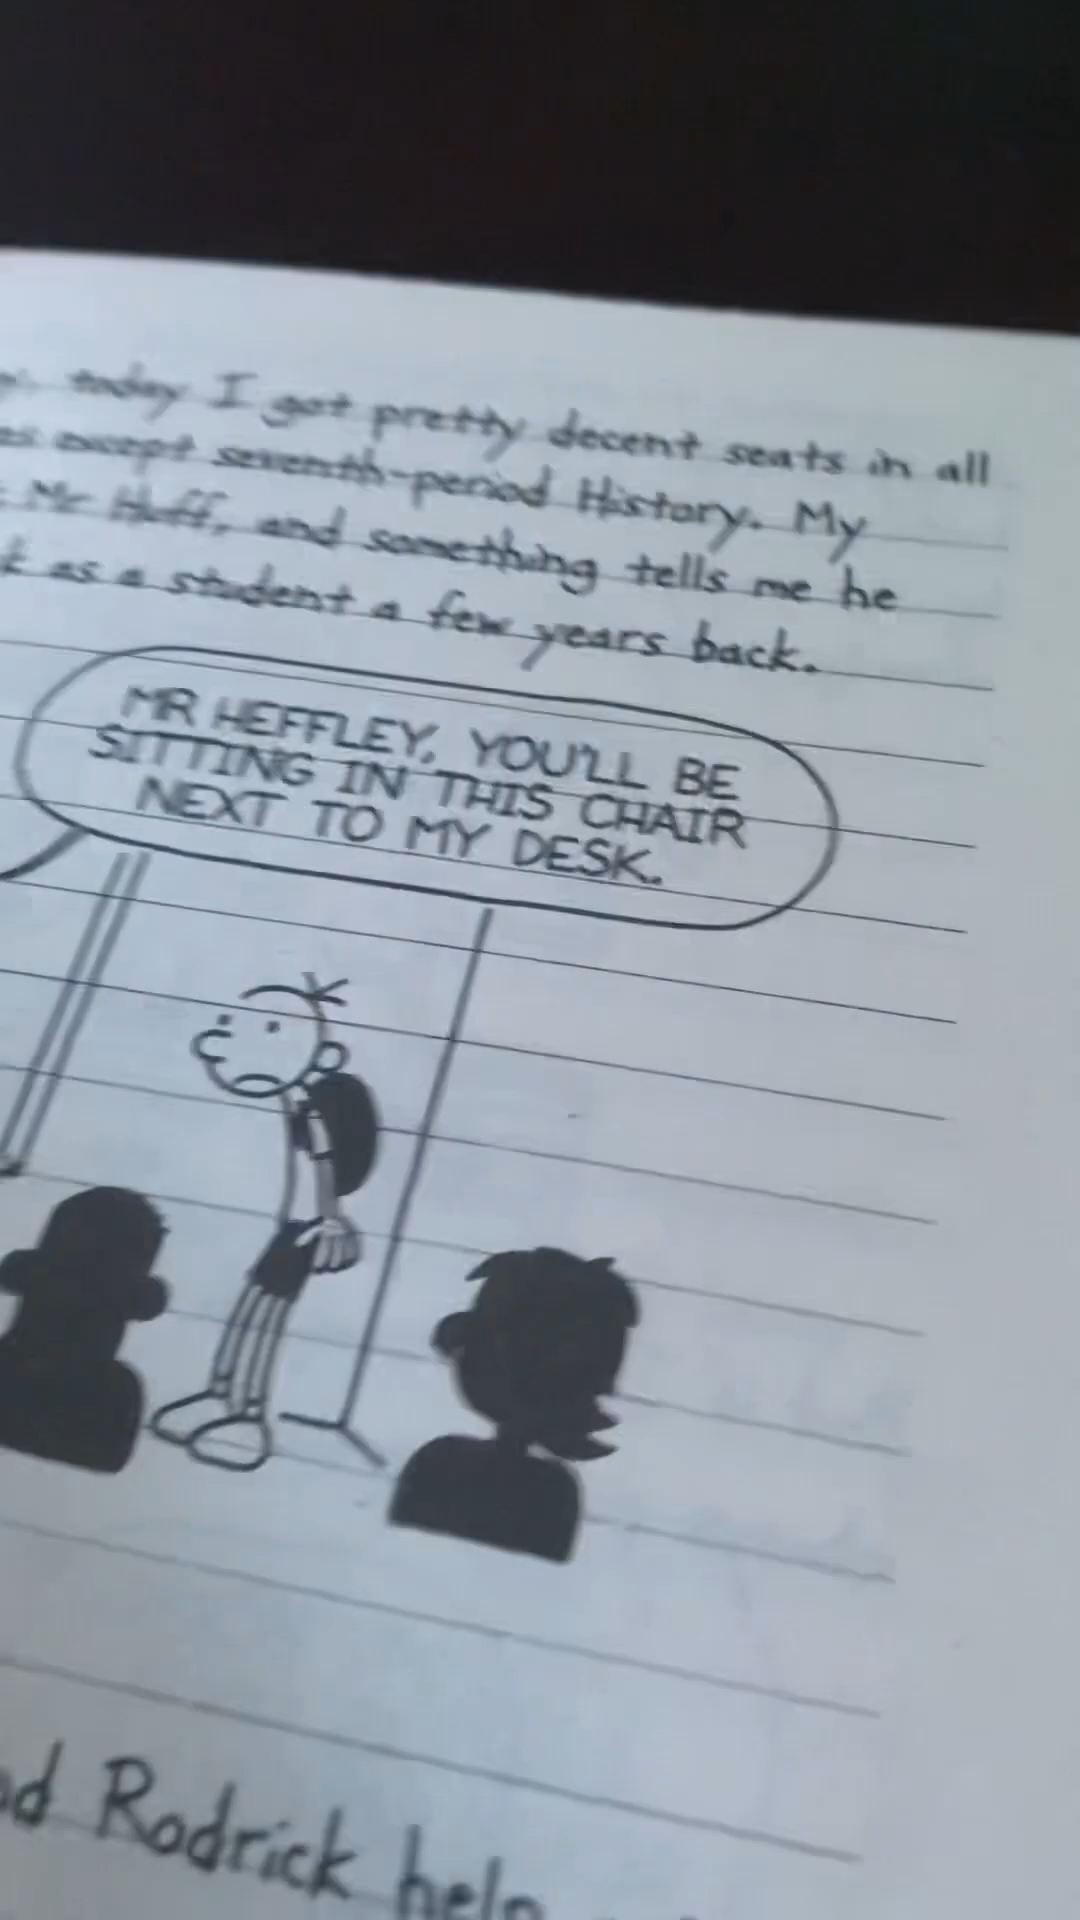 today I got pretty decent seats in all
except seventh-period History. My
Mr Huff, and something tells me he
as a student a few years back.
MR HEFFLEY, YOU'LL BE
SITTING IN THIS CHAIR
NEXT TO MY DESK.
Rodrick help